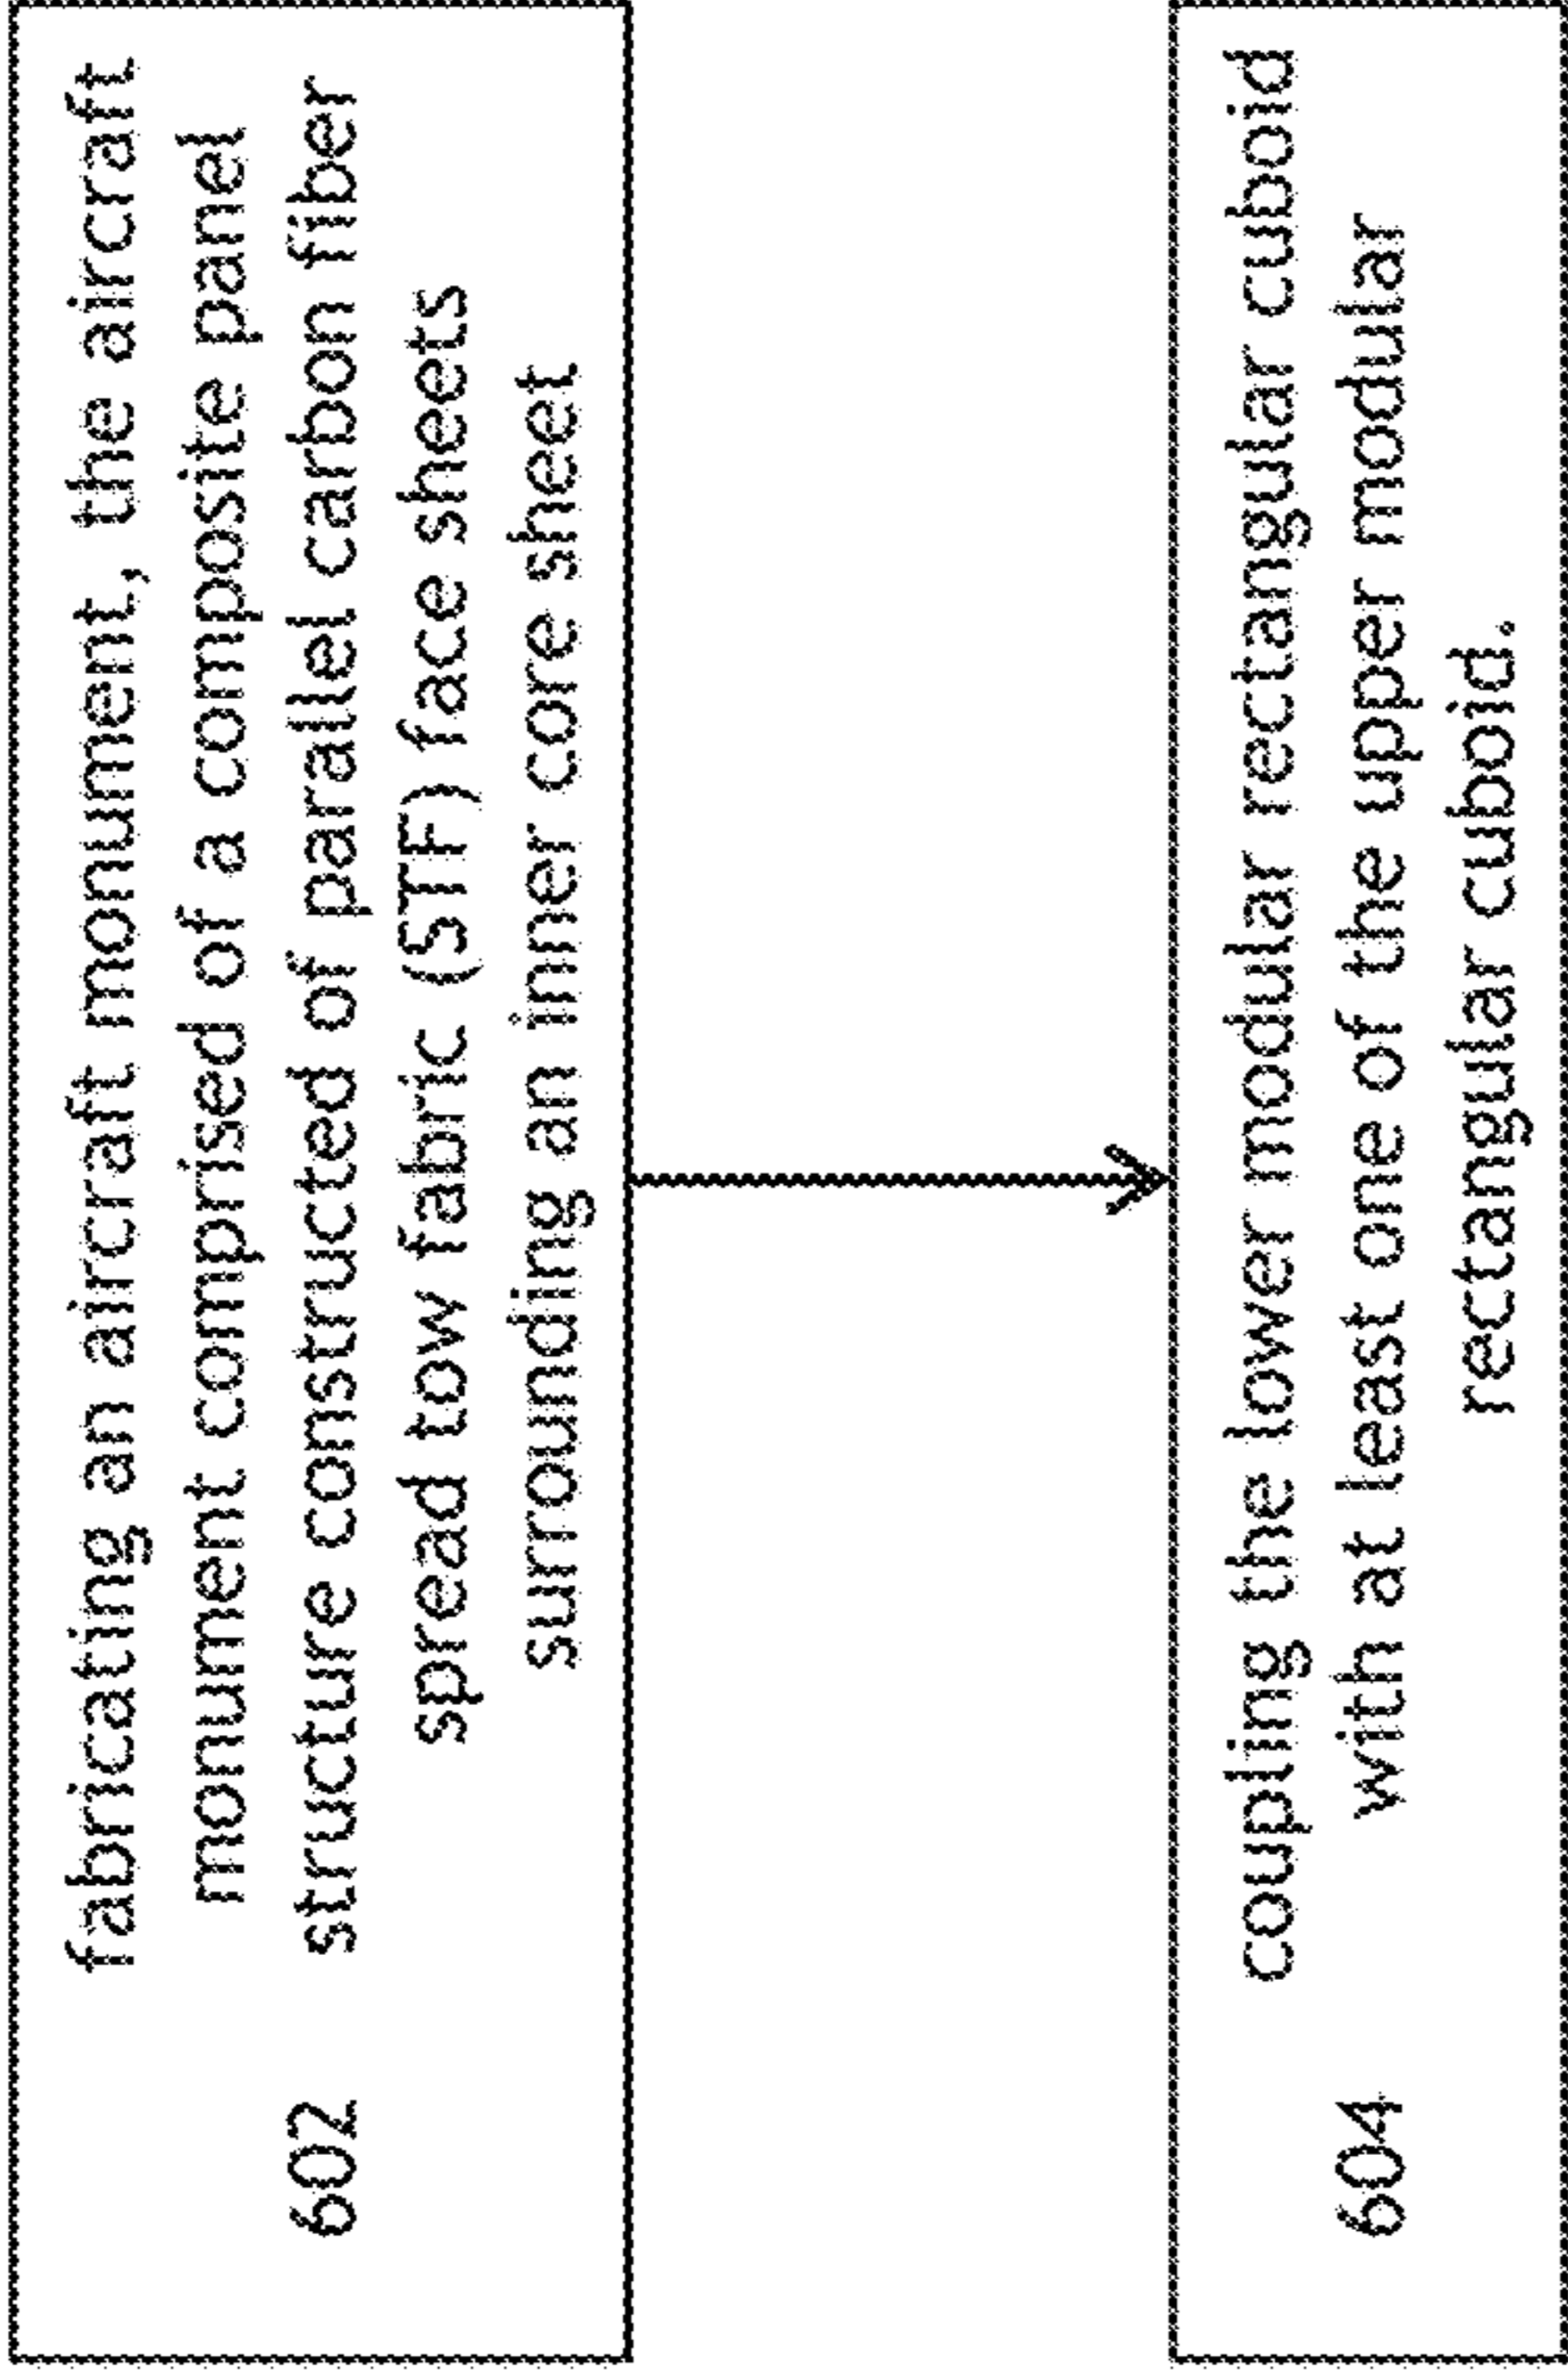 fabricating an aircraft monument, the aircraft
monument comprised of a composite panel
602 structure constructed of parallel carbon fiber
spread tow fabric (STF) face sheets
surrounding an inner core sheet
coupling the lower modular rectangular cuboid
604 with at least one of the upper modular
rectangular cuboid.